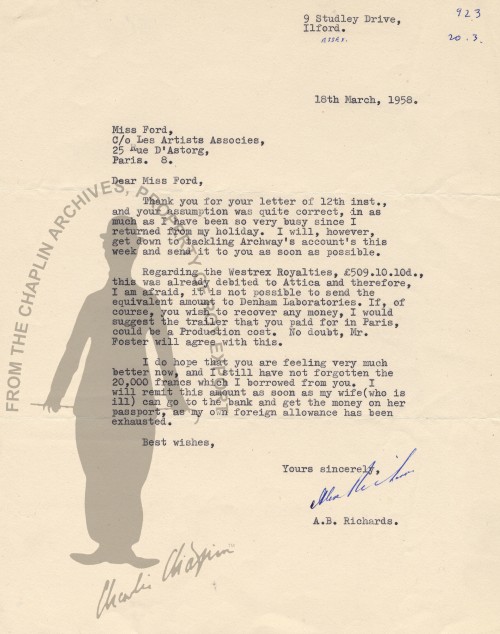 9 Studley Drive,
Ilford.
ESSEX.
923
20.3.
18th March, 1958.
Miss Ford,
C/o Les Artists Associes,
25 Rue D'Astorg,
Paris. 8.
Dear Miss Ford,
Thank you for your letter of 12th inst.,
and your assumption was quite correct, in as
much as I have been so very busy since I
returned from my holiday. I will, however,
get down to tackling Archway's account's this
week and send it to you as soon as possible.
Regarding the Westrex Royalties, £509.10.10d.,
this was already debited to Attica and therefore,
I am afraid, it is not possible to send the
equivalent amount to Denham Laboratories. If, of
course, you wish to recover any money, I would
suggest the trailer that you paid for in Paris,
could be a Production cost. No doubt, Mr.
Foster will agree with this.
I do hope that you are feeling very much
better now, and I still have not forgotten the
20,000 francs which I borrowed from you. I
will remit this amount as soon as my wife(who is
ill) can go to the bank and get the money on her
passport, as my own foreign allowance has been
exhausted.
Best wishes,
Yours sincerely,
A.B. Richards.
FROM THE CHAPLIN ARCHIVES, PROPERTY OF ROY EXPORT
Charlie Chaplin